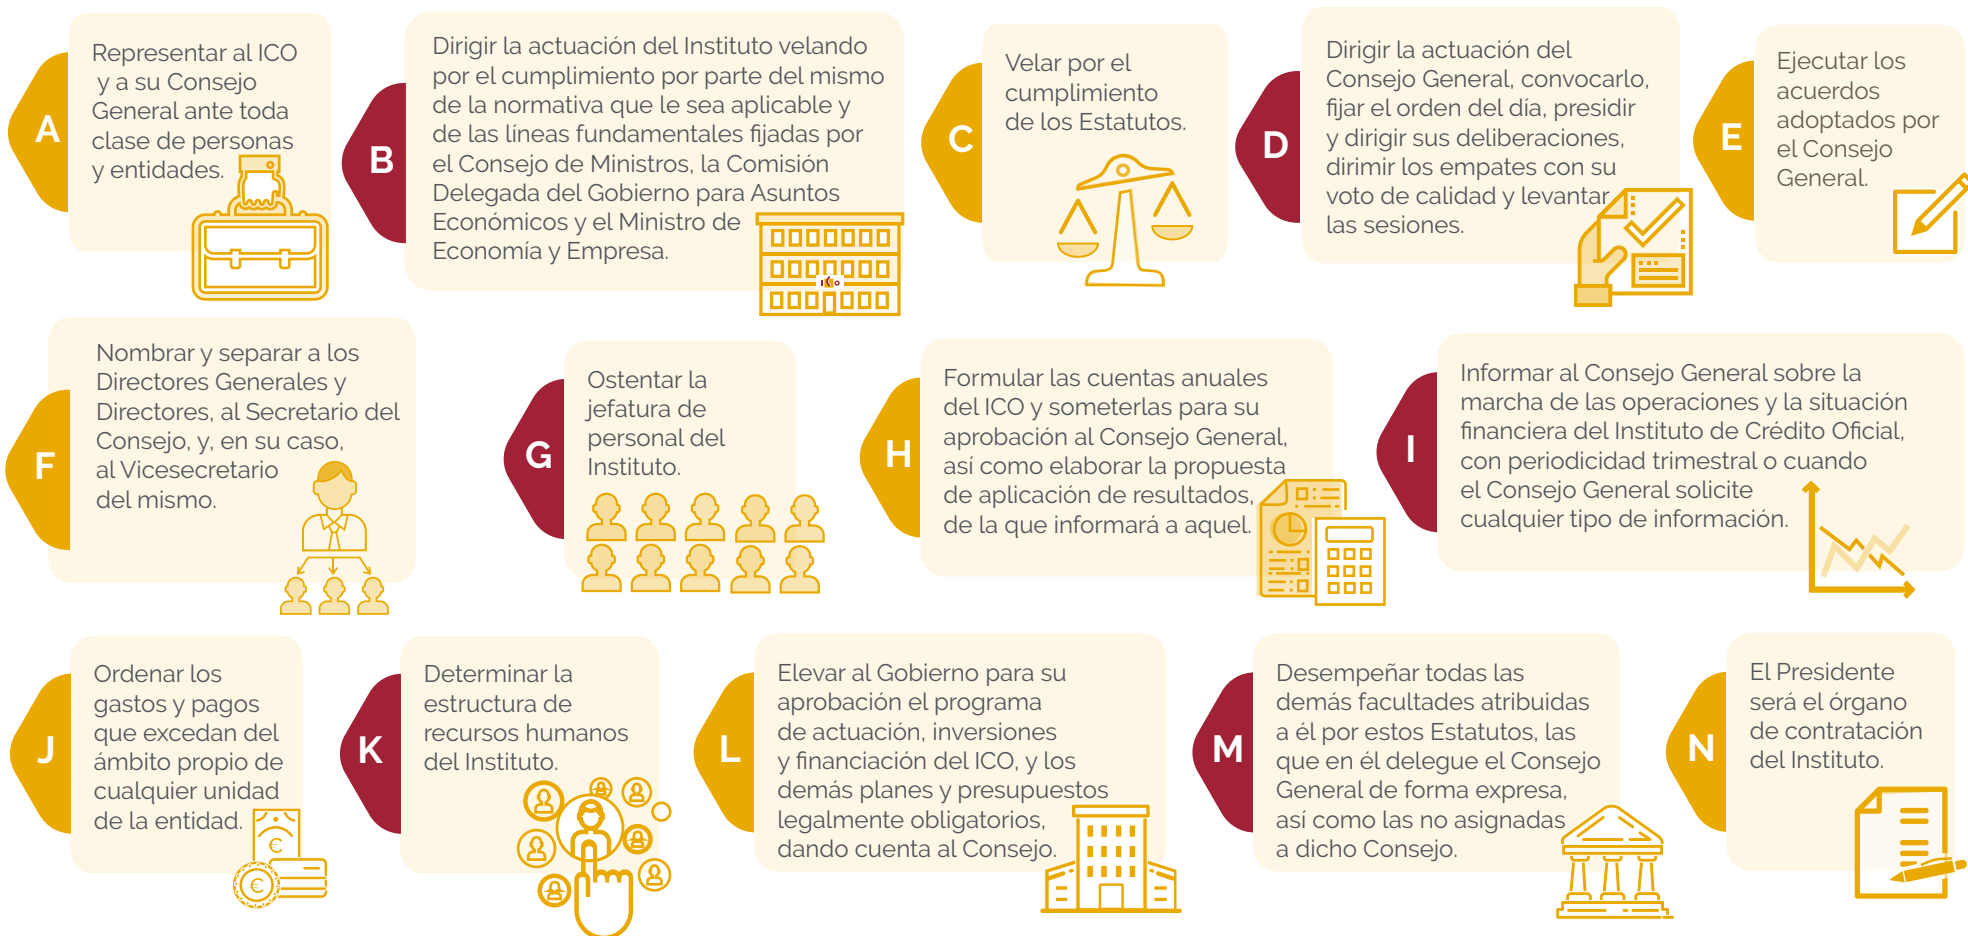 A
Representar al ICO
y a su Consejo
General ante toda
clase de personas
y entidades.
B
Dirigir la actuación del Instituto velando
por el cumplimiento por parte del mismo
de la normativa que le sea aplicable y
de las líneas fundamentales fijadas por
el Consejo de Ministros, la Comisión
Delegada del Gobierno para Asuntos
Económicos y el Ministro de
Economía y Empresa.
ICO
C
Velar por el
cumplimiento
de los Estatutos.
D
Dirigir la actuación del
Consejo General, convocarlo,
fijar el orden del día, presidir
y dirigir sus deliberaciones,
dirimir los empates con su
voto de calidad y levantar
las sesiones.
E
Ejecutar los
acuerdos
adoptados por
el Consejo
General.
F
Nombrar y separar a los
Directores Generales y
Directores, al Secretario del
Consejo, y, en su caso,
al Vicesecretario
del mismo.
G
Ostentar la
jefatura de
personal del
Instituto.
H
Formular las cuentas anuales
del ICO y someterlas para su
aprobación al Consejo General,
así como elaborar la propuesta
de aplicación de resultados,
de la que informará a aquel.
I
Informar al Consejo General sobre la
marcha de las operaciones y la situación
financiera del Instituto de Crédito Oficial,
con periodicidad trimestral o cuando
el Consejo General solicite
cualquier tipo de información.
J
Ordenar los
gastos y pagos
que excedan del
ámbito propio de
cualquier unidad
de la entidad.
€
€
K
Determinar la
estructura de
recursos humanos
del Instituto.
L
Elevar al Gobierno para su
aprobación el programa
de actuación, inversiones
y financiación del ICO, y los
demás planes y presupuestos
legalmente obligatorios,
dando cuenta al Consejo.
M
Desempeñar todas las
demás facultades atribuidas
a él por estos Estatutos, las
que en él delegue el Consejo
General de forma expresa,
así como las no asignadas
a dicho Consejo.
N
El Presidente
será el órgano
de contratación
del Instituto.